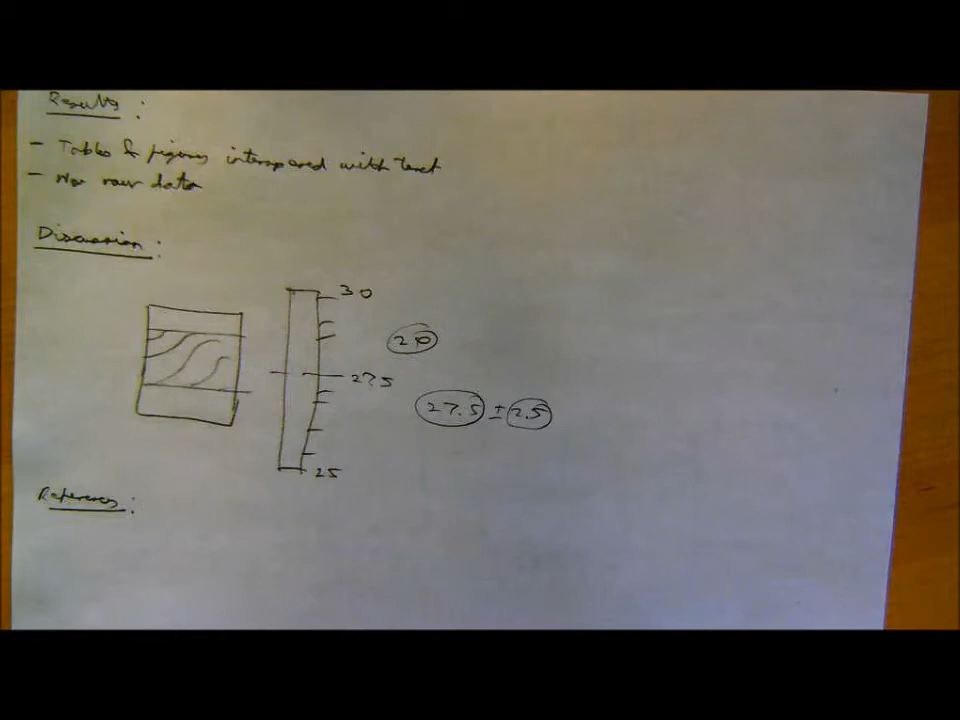 Results :
- Tables & figures interspered with text
- No raw data
Discussion :
30
20
27.5
27.5 ± 2.5
25
References :